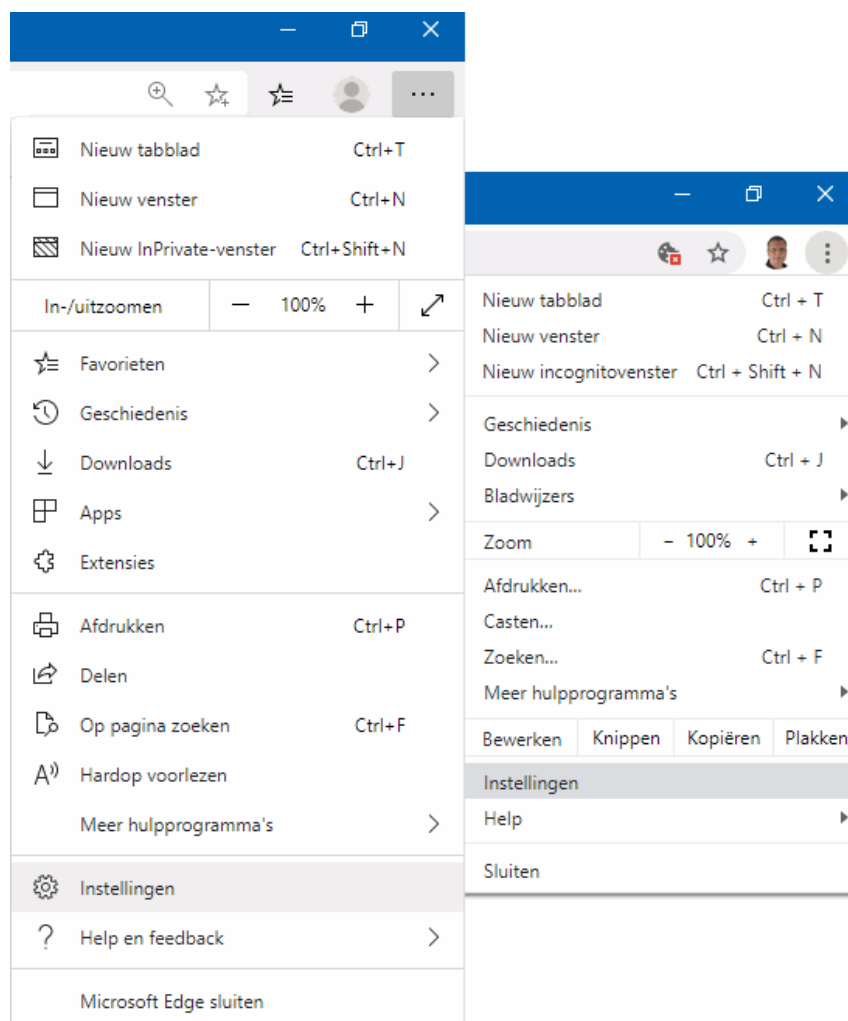 Nieuw tabblad Ctrl+T
Nieuw venster Ctrl+N
Nieuw InPrivate-venster Ctrl+Shift+N
In-/uitzoomen — 100% +
Favorieten
Geschiedenis
Downloads Ctrl+J
Apps
Extensies
Afdrukken Ctrl+P
Delen
Op pagina zoeken Ctrl+F
Hardop voorlezen
Meer hulpprogramma's
Instellingen
Help en feedback
Microsoft Edge sluiten
Nieuw tabblad Ctrl + T
Nieuw venster Ctrl + N
Nieuw incognitovenster Ctrl + Shift + N
Geschiedenis
Downloads Ctrl + J
Bladwijzers
Zoom - 100% +
Afdrukken... Ctrl + P
Casten...
Zoeken... Ctrl + F
Meer hulpprogramma's
Bewerken Knippen Kopiëren Plakken
Instellingen
Help
Sluiten